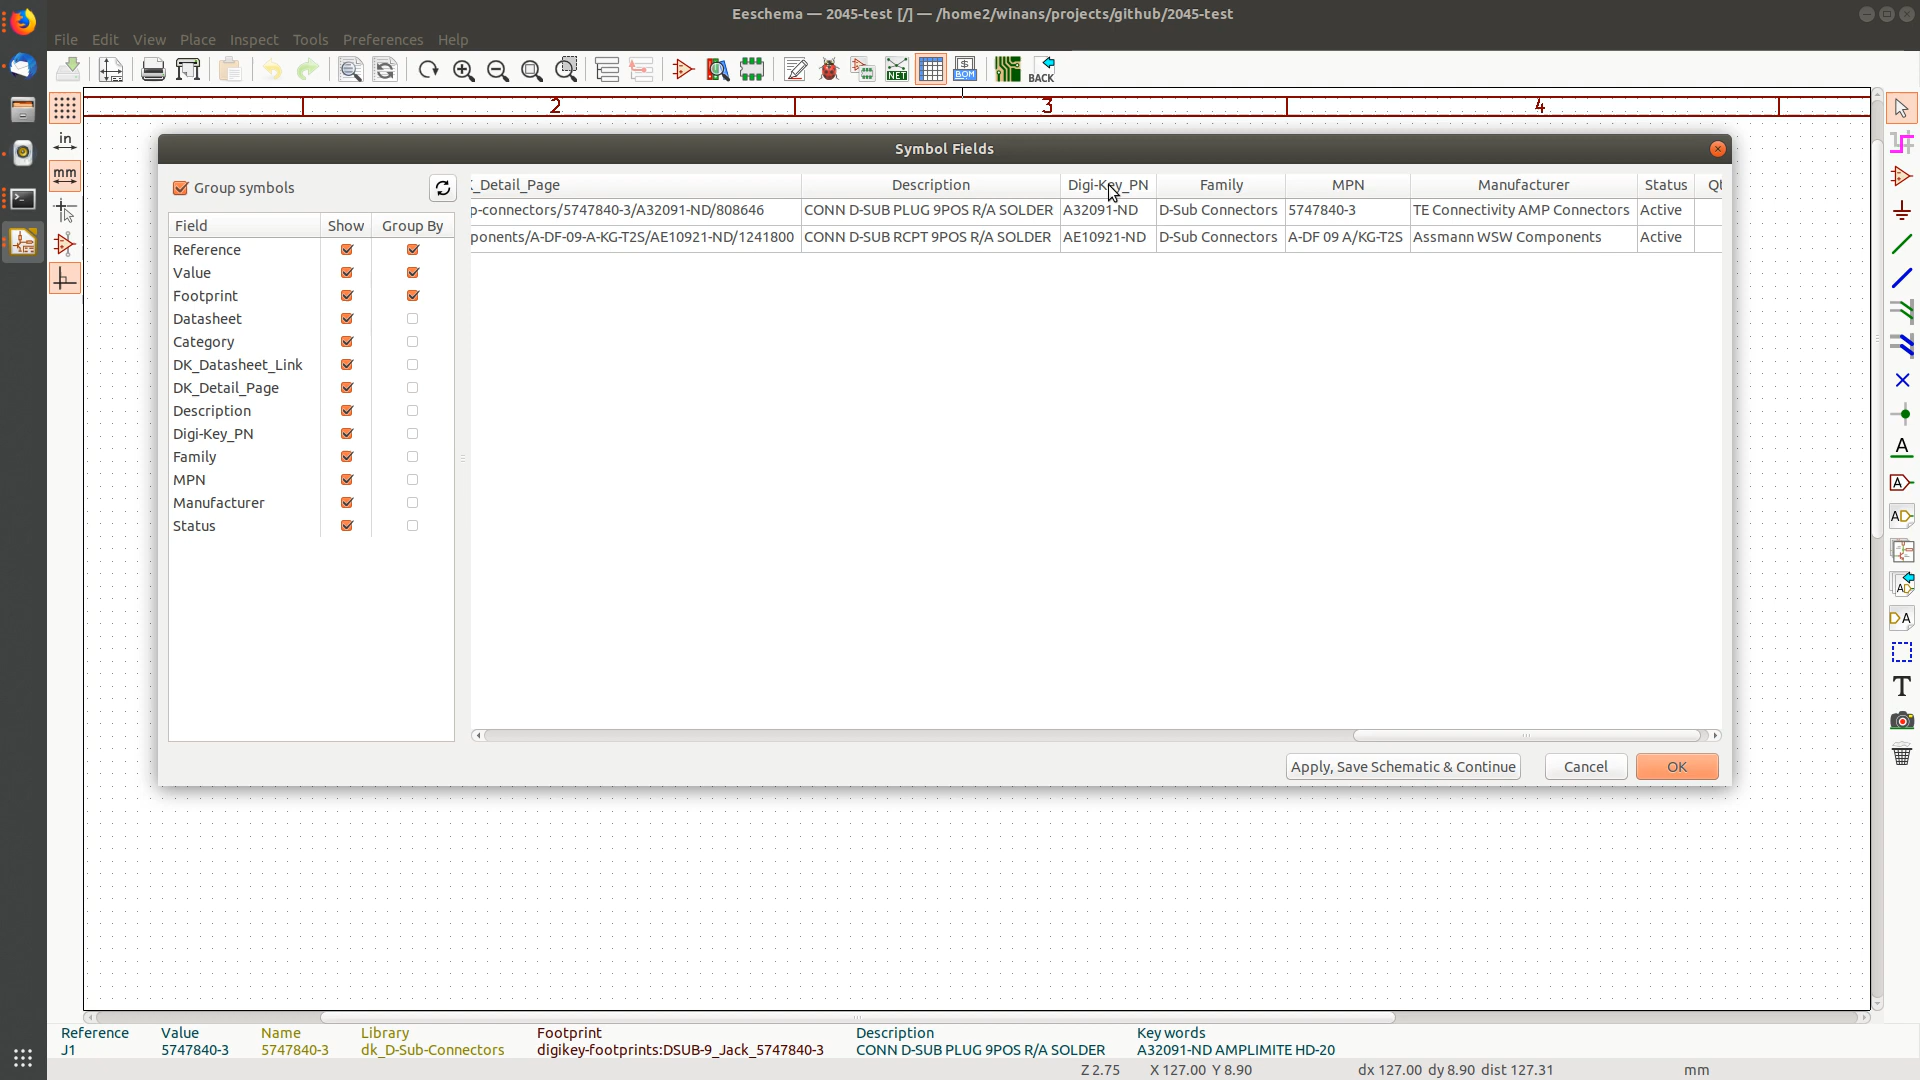 Eeschema — 2045-test [/] — /home2/winans/projects/github/2045-test
File Edit View Place Inspect Tools Preferences Help
NET
$
BOM
BACK
2 3 4
in
mm
Symbol Fields
Group symbols
Field Show Group By
Reference
Value
Footprint
Datasheet
Category
DK_Datasheet_Link
DK_Detail_Page
Description
Digi-Key_PN
Family
MPN
Manufacturer
Status
_Detail_Page Description Digi-Key_PN Family MPN Manufacturer Status
p-connectors/5747840-3/A32091-ND/808646 CONN D-SUB PLUG 9POS R/A SOLDER A32091-ND D-Sub Connectors 5747840-3 TE Connectivity AMP Connectors Active
ponents/A-DF-09-A-KG-T2S/AE10921-ND/1241800 CONN D-SUB RCPT 9POS R/A SOLDER AE10921-ND D-Sub Connectors A-DF 09 A/KG-T2S Assmann WSW Components Active
Apply, Save Schematic & Continue Cancel OK
A
A
A
A
A
T
Reference Value Name Library Footprint Description Key words
J1 5747840-3 5747840-3 dk_D-Sub-Connectors digikey-footprints:DSUB-9_Jack_5747840-3 CONN D-SUB PLUG 9POS R/A SOLDER A32091-ND AMPLIMITE HD-20
Z 2.75 X 127.00 Y 8.90 dx 127.00 dy 8.90 dist 127.31 mm